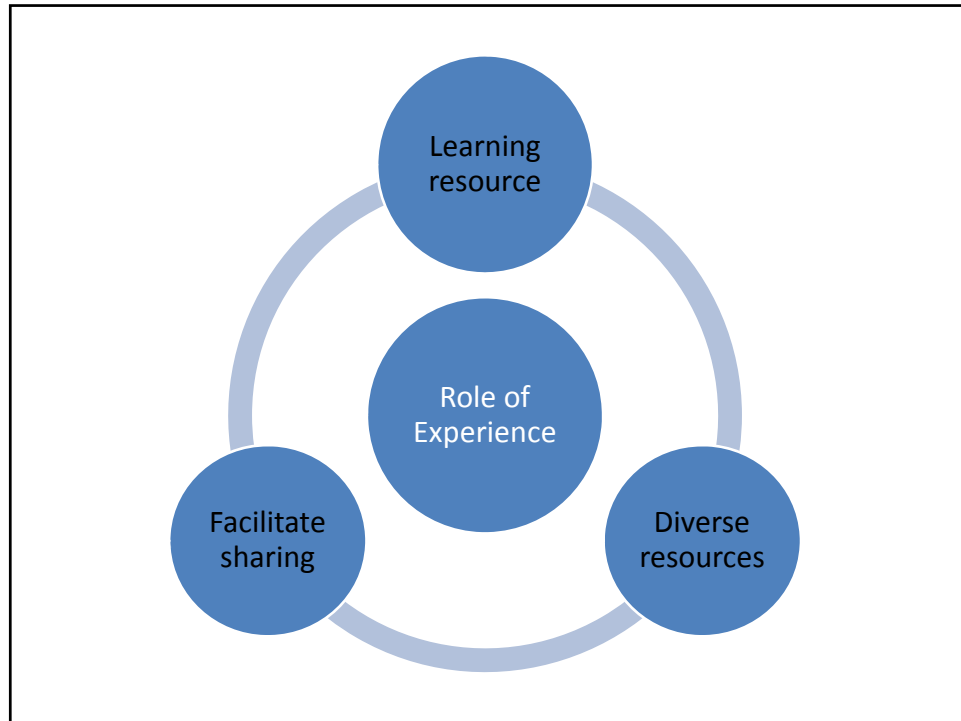 Learning
resource
Role of
Experience
Facilitate
sharing
Diverse
resources